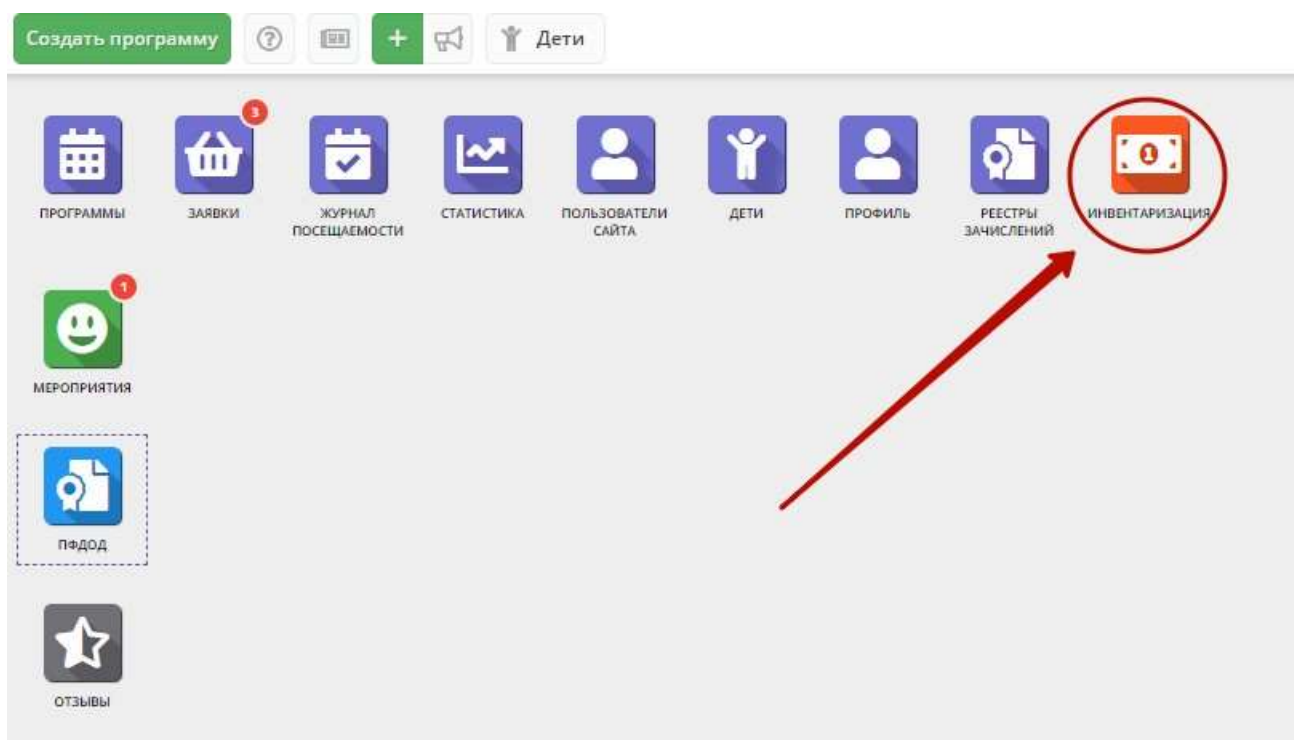 Создать программу
?
+
Дети
3
ПРОГРАММЫ
ЗАЯВКИ
ЖУРНАЛ
ПОСЕЩАЕМОСТИ
СТАТИСТИКА
ПОЛЬЗОВАТЕЛИ
САЙТА
ДЕТИ
ПРОФИЛЬ
РЕЕСТРЫ
ЗАЧИСЛЕНИЙ
1
ИНВЕНТАРИЗАЦИЯ
1
МЕРОПРИЯТИЯ
ПФДОД
ОТЗЫВЫ